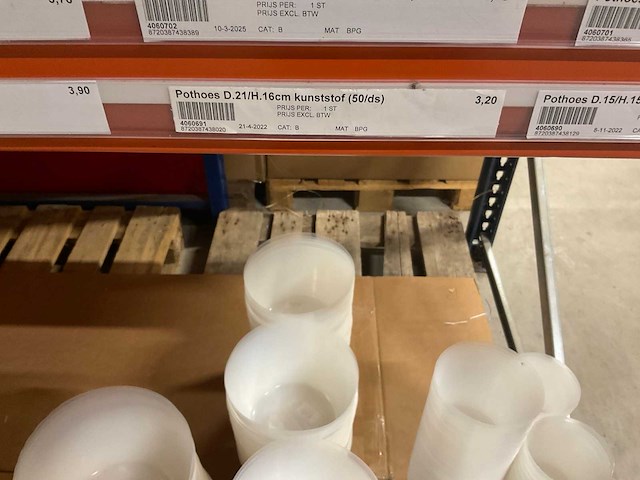 PRIJS PER: 1 ST
PRIJS EXCL. BTW
4060702
8720387438389
10-3-2025 CAT: B MAT BPG
4060701
3,90
Pothoes D.21/H.16cm kunststof (50/ds) 3,20
PRIJS PER: 1 ST
PRIJS EXCL. BTW
4060691
8720387438020
21-4-2022 CAT: B MAT BPG
Pothoes D.15/H.15
4060690
8720387438129
8-11-2022